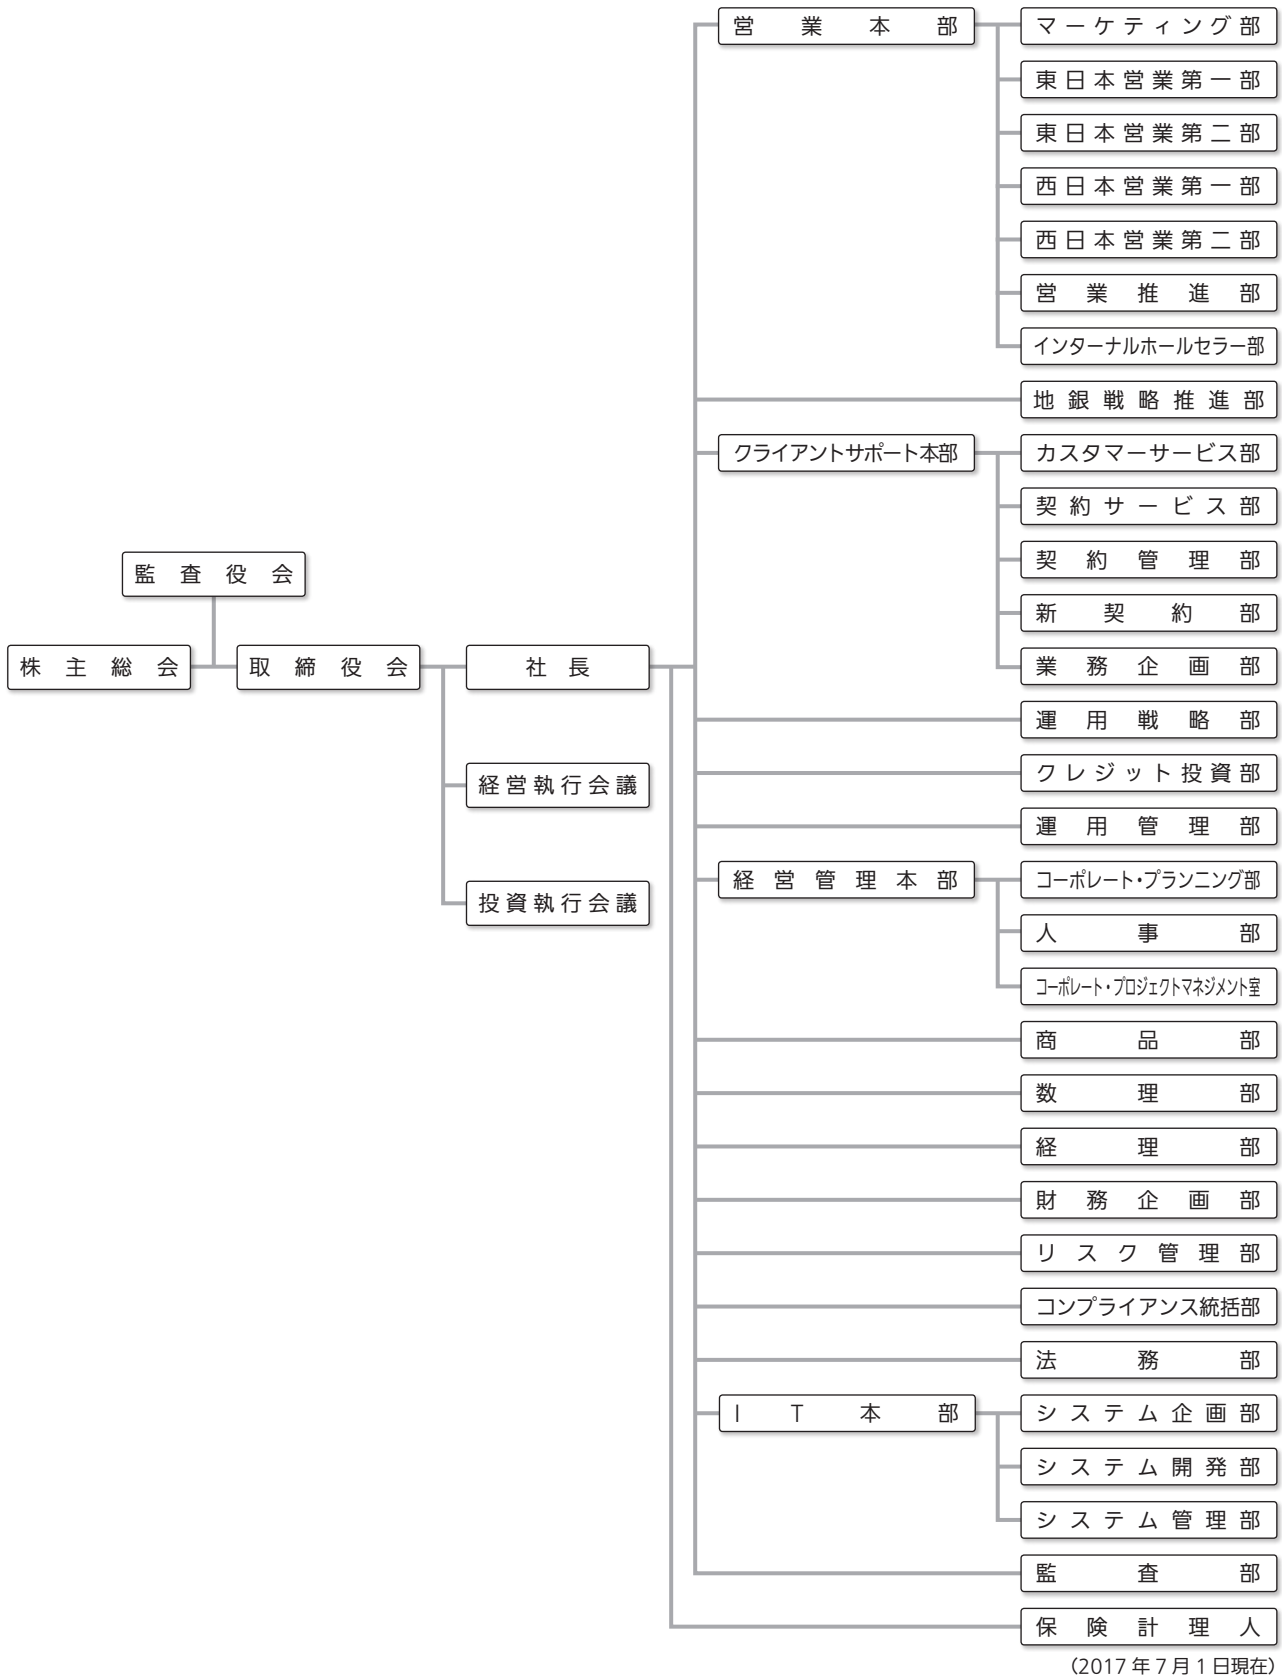 営業本部
マーケティング部
東日本営業第一部
東日本営業第二部
西日本営業第一部
西日本営業第二部
営業推進部
インターナルホールセラー部
地銀戦略推進部
クライアントサポート本部
カスタマーサービス部
契約サービス部
契約管理部
新契約部
業務企画部
監査役会
株主総会
取締役会
社長
経営執行会議
投資執行会議
運用戦略部
クレジット投資部
運用管理部
経営管理本部
コーポレート・プランニング部
人事部
コーポレート・プロジェクトマネジメント室
商品部
数理部
経理部
財務企画部
リスク管理部
コンプライアンス統括部
法務部
IT本部
システム企画部
システム開発部
システム管理部
監査部
保険計理人
(2017年7月1日現在)